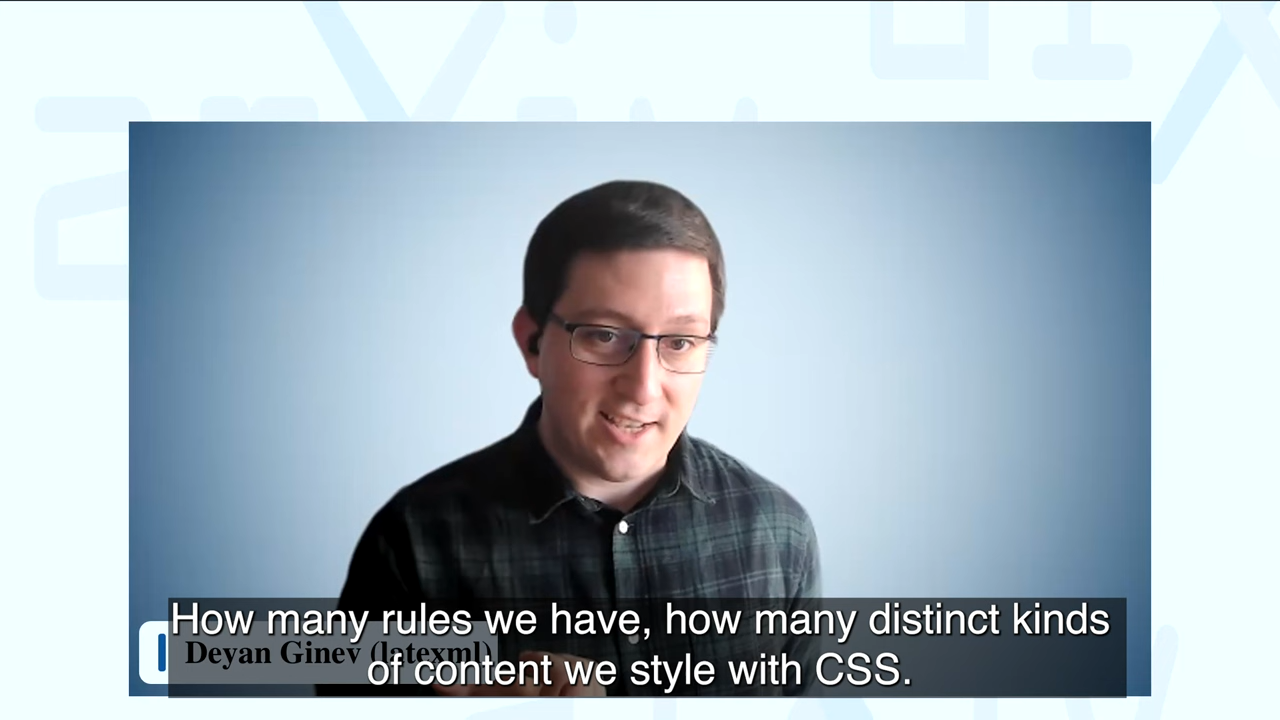 How many rules we have, how many distinct kinds
Deyan Ginev (latexml)
of content we style with CSS.